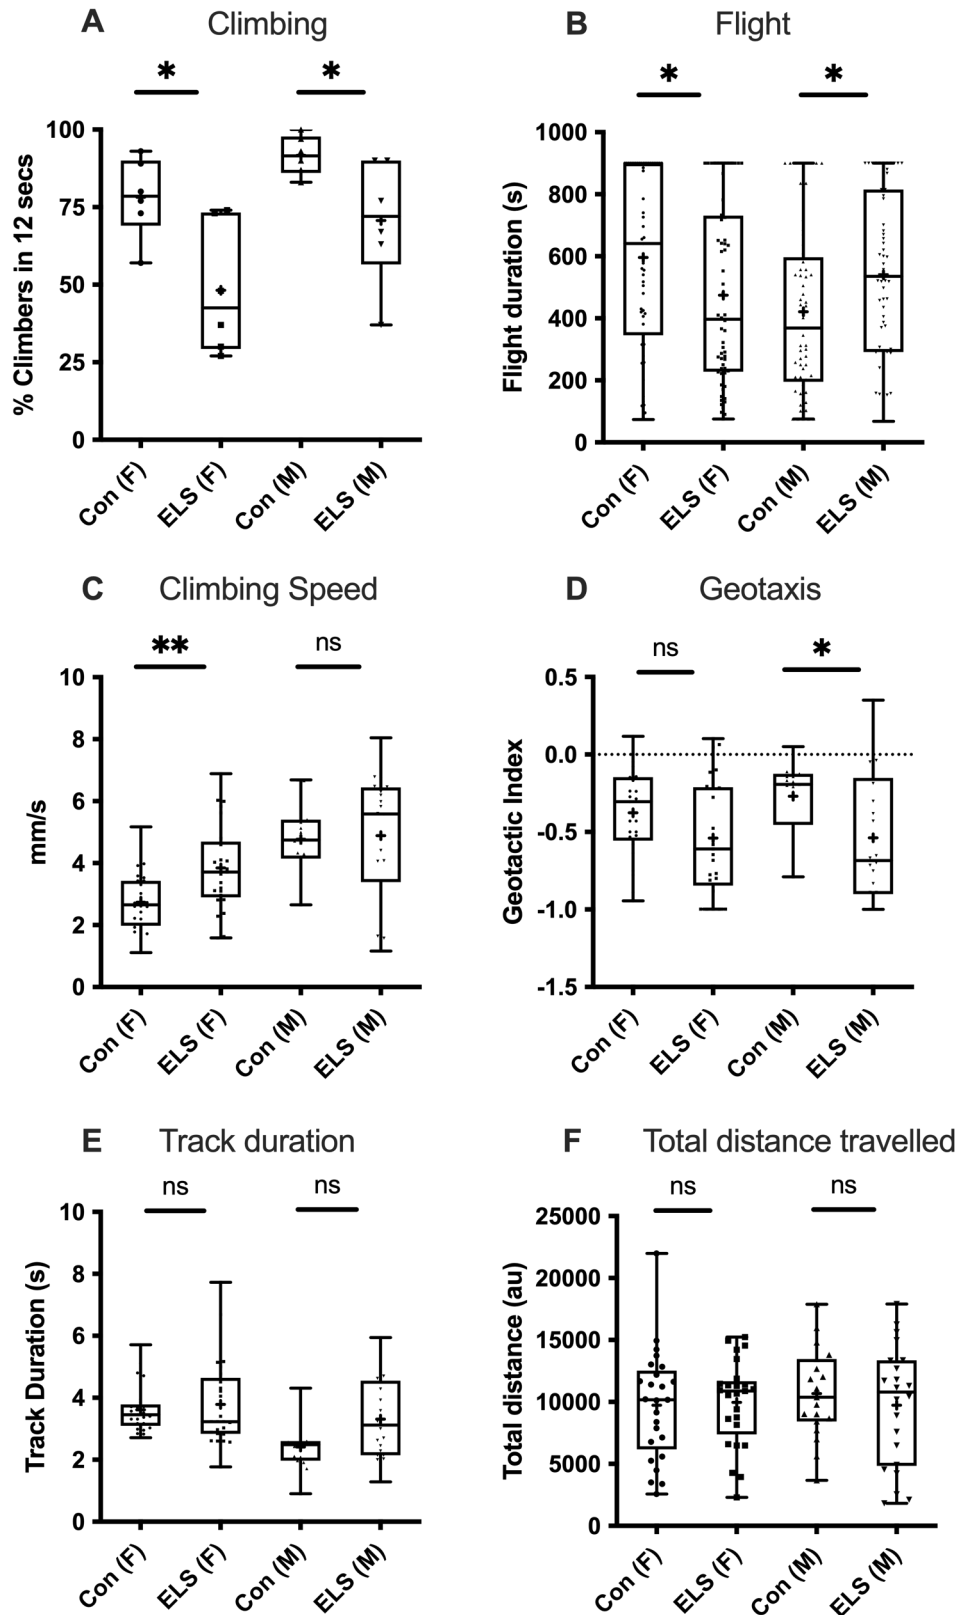 A Climbing
* *
% Climbers in 12 secs
100
75
50
25
0
Con (F) ELS (F) Con (M) ELS (M)
B Flight
* *
Flight duration (s)
1000
800
600
400
200
0
Con (F) ELS (F) Con (M) ELS (M)
C Climbing Speed
** ns
mm/s
10
8
6
4
2
0
Con (F) ELS (F) Con (M) ELS (M)
D Geotaxis
ns *
Geotactic Index
0.5
0.0
-0.5
-1.0
-1.5
Con (F) ELS (F) Con (M) ELS (M)
E Track duration
ns ns
Track Duration (s)
10
8
6
4
2
0
Con (F) ELS (F) Con (M) ELS (M)
F Total distance travelled
ns ns
Total distance (au)
25000
20000
15000
10000
5000
0
Con (F) ELS (F) Con (M) ELS (M)